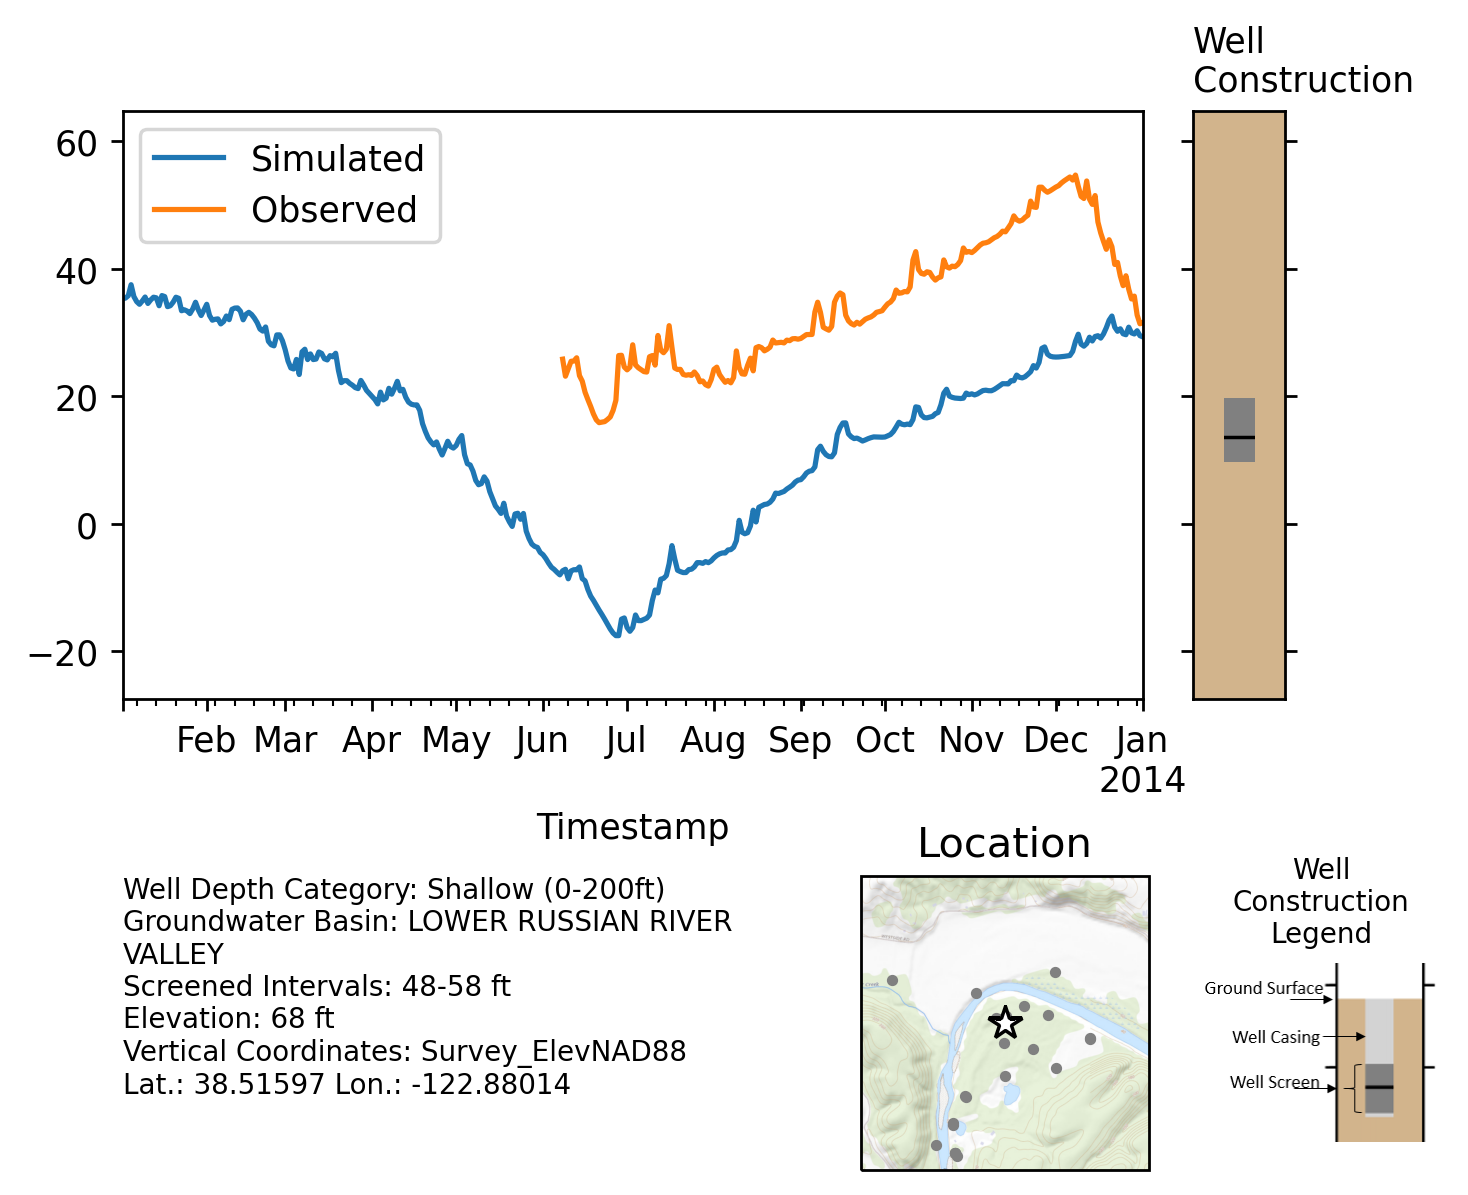 Well
Construction
60
40
20
0
−20
Simulated
Observed
Feb Mar Apr May Jun Jul Aug Sep Oct Nov Dec Jan
2014
Timestamp
Well Depth Category: Shallow (0-200ft)
Groundwater Basin: LOWER RUSSIAN RIVER
VALLEY
Screened Intervals: 48-58 ft
Elevation: 68 ft
Vertical Coordinates: Survey_ElevNAD88
Lat.: 38.51597 Lon.: -122.88014
Location
Well
Construction
Legend
Ground Surface
Well Casing
Well Screen